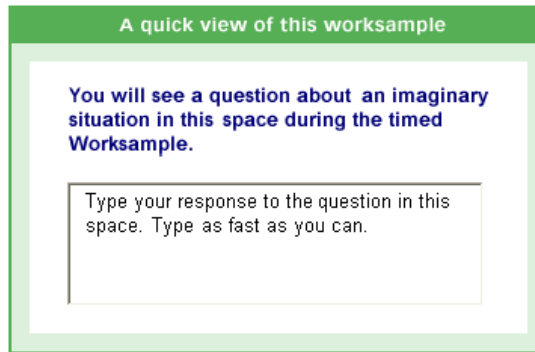 A quick view of this worksample
You will see a question about an imaginary
situation in this space during the timed
Worksample.
Type your response to the question in this
space. Type as fast as you can.